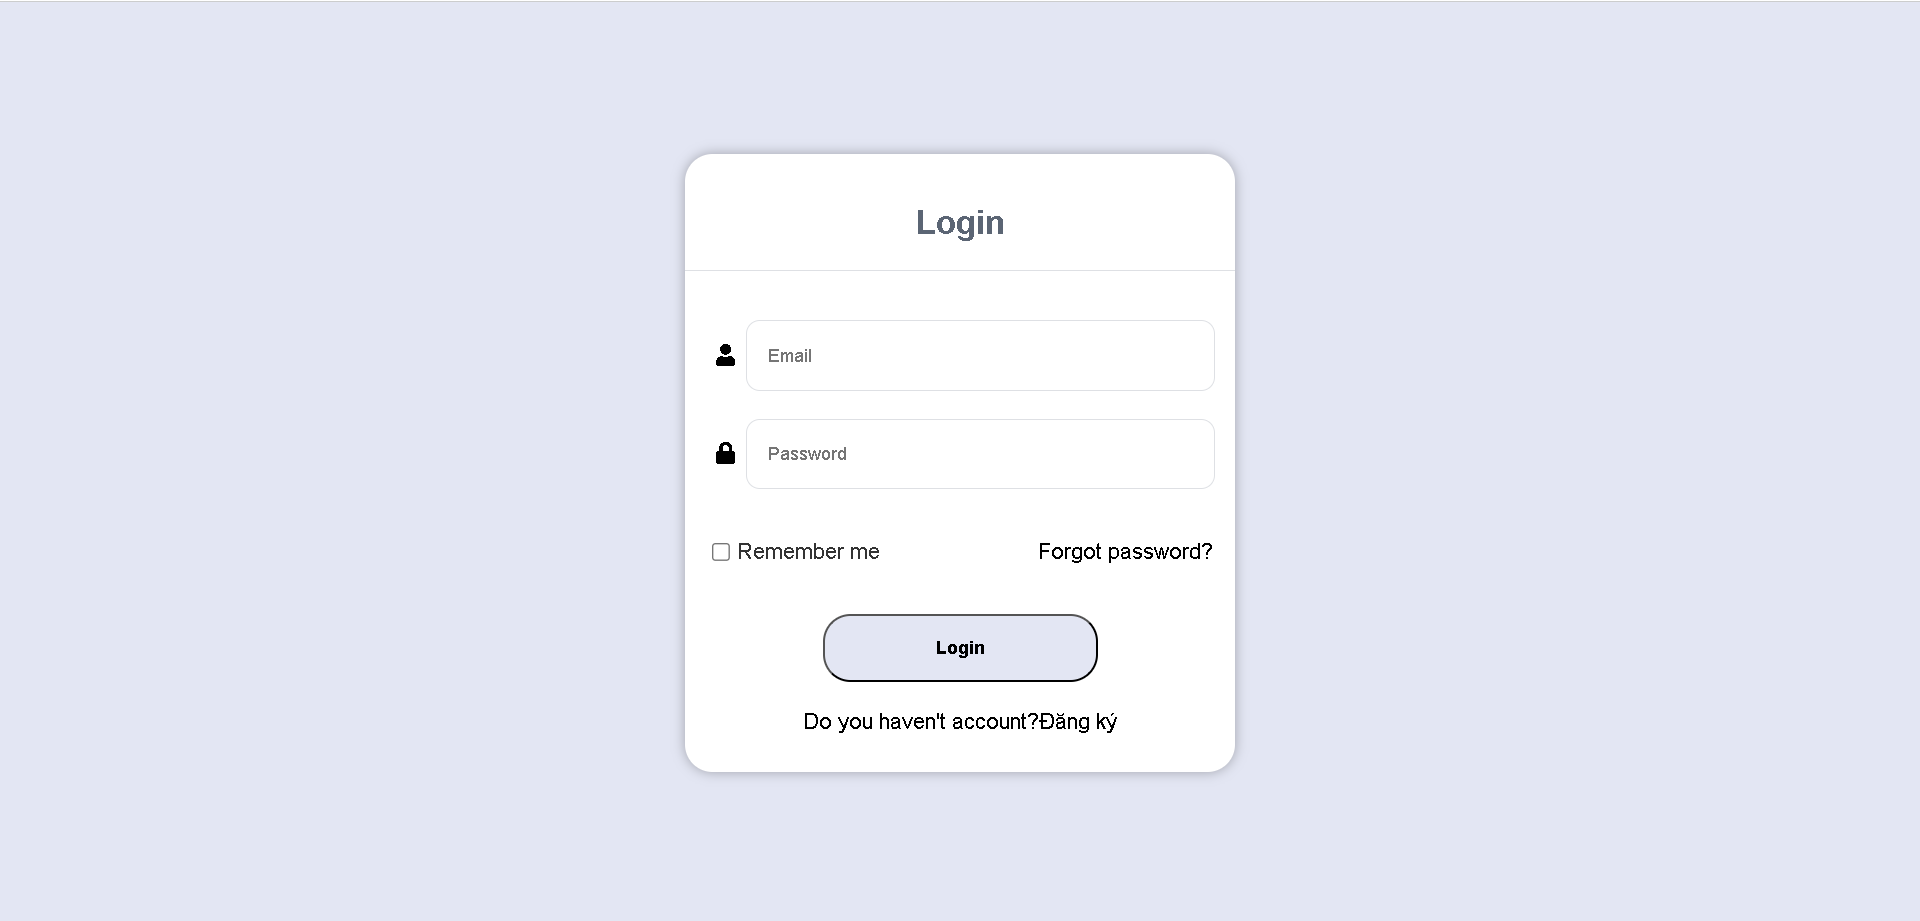 Login
Email
Password
Remember me
Forgot password?
Login
Do you haven't account?Đăng ký